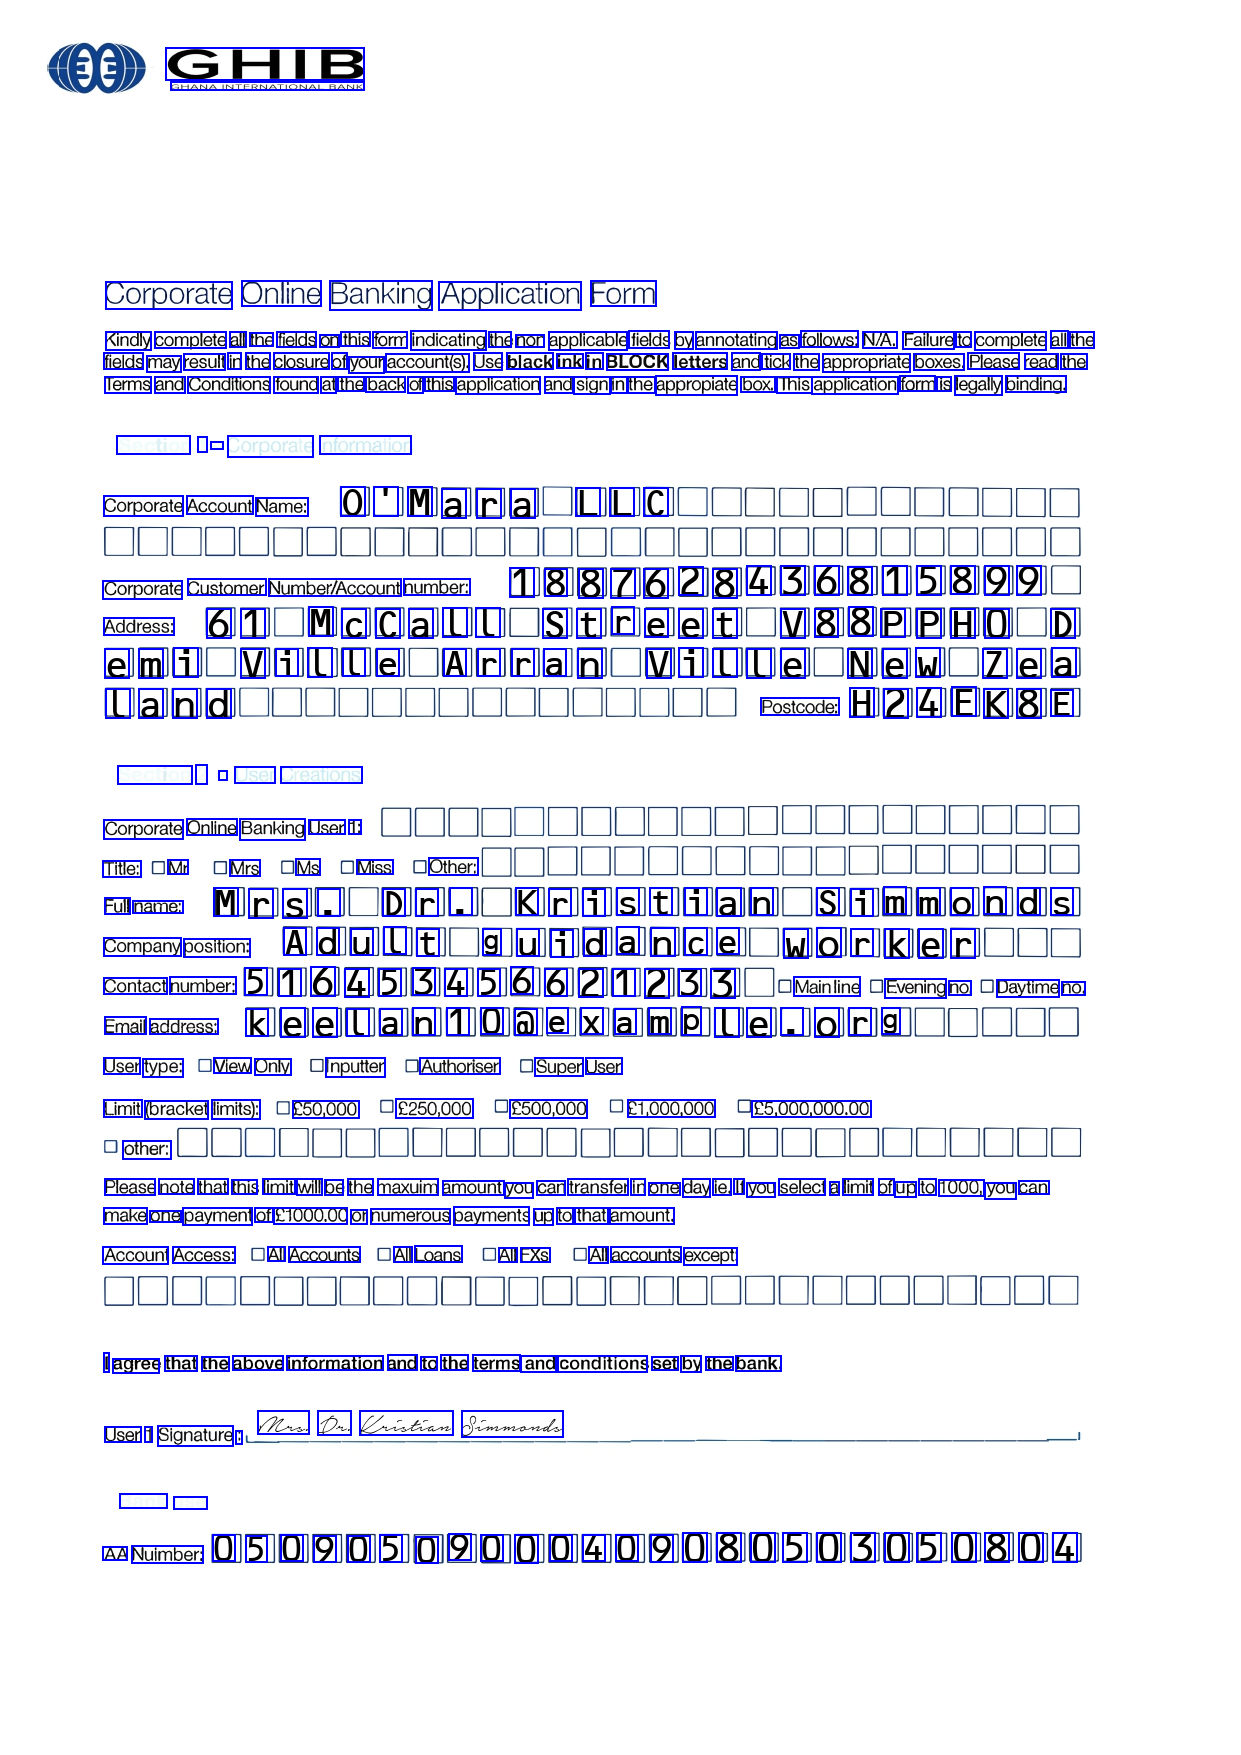 GHIB
GHANA INTERNATIONAL BANK
Corporate Online Banking Application Form
Kindly complete all the fields on this form indicating the non applicable fields by annotating as follows: N/A. Failure to complete all the
fields may result in the closure of your account(s). Use black ink in BLOCK letters and tick the appropriate boxes. Please read the
Terms and Conditions found at the back of this application and sign in the appropiate box. This application form is legally binding.
Section - Corporate Information
Corporate Account Name: O'Mara LLC
Corporate Customer Number/Account number: 1887628436815899
Address: 61 McCall Street V88PPH0 D
emi Ville Arran Ville New Zea
land Postcode: H24EK8E
Section - User Creations
Corporate Online Banking User 1:
Title: Mr Mrs Ms Miss Other:
Full name: Mrs. Dr. Kristian Simmonds
Company position: Adult guidance worker
Contact number: 516453456621233 Main line Evening no Daytime no.
Email address: keelan10@example.org
User type: View Only Inputter Authoriser Super User
Limit (bracket limits): £50,000 £250,000 £500,000 £1,000,000 £5,000,000.00
other:
Please note that this limit will be the maxuim amount you can transfer in one day ie. If you select a limit of up to 1000, you can
make one payment of £1000.00 or numerous payments up to that amount.
Account Access: All Accounts All Loans All FXs All accounts except
I agree that the above information and to the terms and conditions set by the bank.
User 1 Signature : Mrs. Dr. Kristian Simmonds
AA Nuimber: 05090509000409080503050804